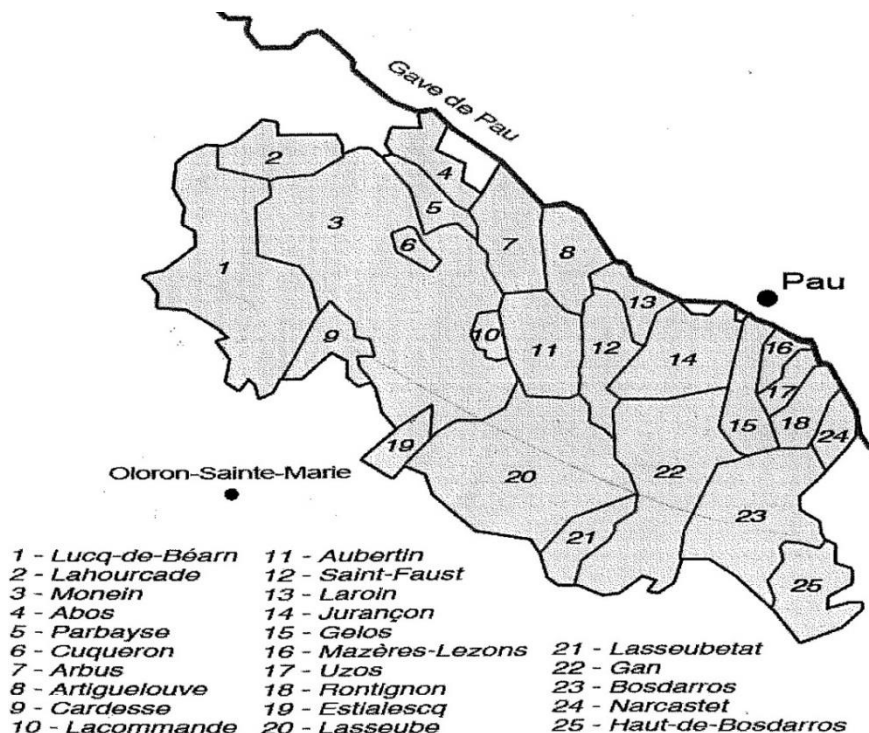 Gave de Pau
2
4
3
5
6
7
8
1
Pau
13
9
10
11
12
14
16
17
15
18
24
19
Oloron-Sainte-Marie
20
22
23
21
25
1 - Lucq-de-Béarn
2 - Lahourcade
3 - Monein
4 - Abos
5 - Parbayse
6 - Cuqueron
7 - Arbus
8 - Artiguelouve
9 - Cardesse
10 - Lacommande
11 - Aubertin
12 - Saint-Faust
13 - Laroin
14 - Jurançon
15 - Gelos
16 - Mazères-Lezons
17 - Uzos
18 - Rontignon
19 - Estialescq
20 - Lasseube
21 - Lasseubetat
22 - Gan
23 - Bosdarros
24 - Narcastet
25 - Haut-de-Bosdarros